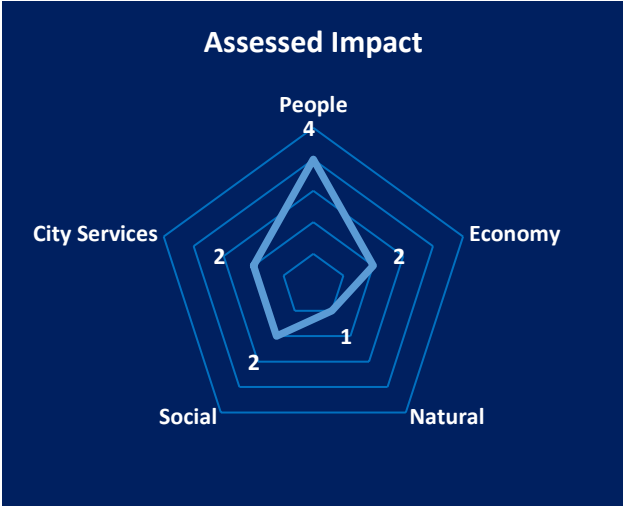 Assessed Impact
People
4
City Services
2
2
Economy
1
2
Social
Natural